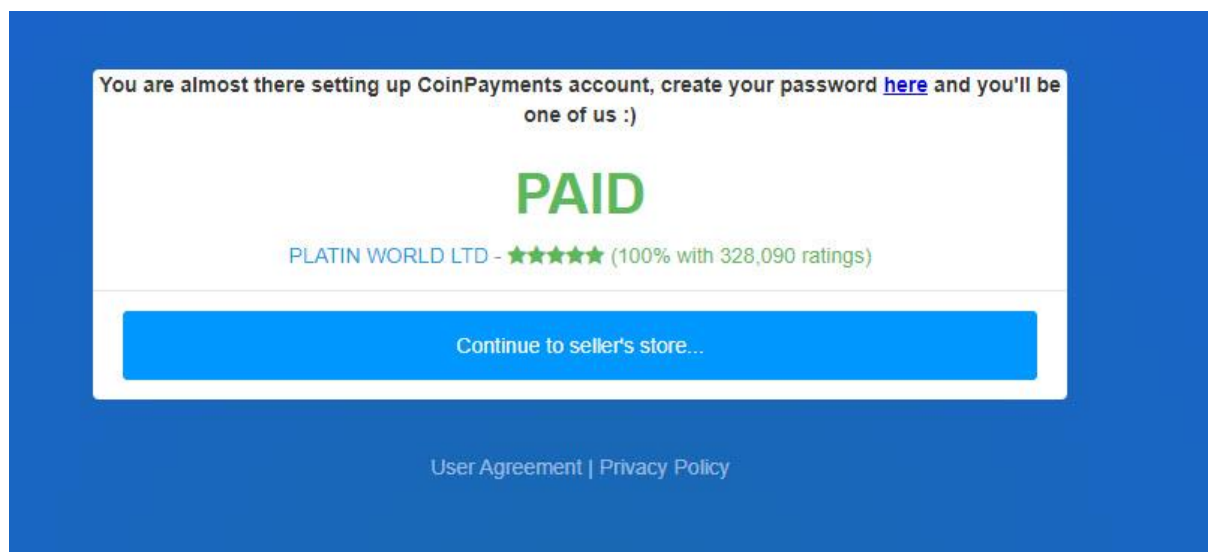 You are almost there setting up CoinPayments account, create your password here and you'll be
one of us :)
PAID
PLATIN WORLD LTD - ★★★★★ (100% with 328,090 ratings)
Continue to seller's store...
User Agreement | Privacy Policy